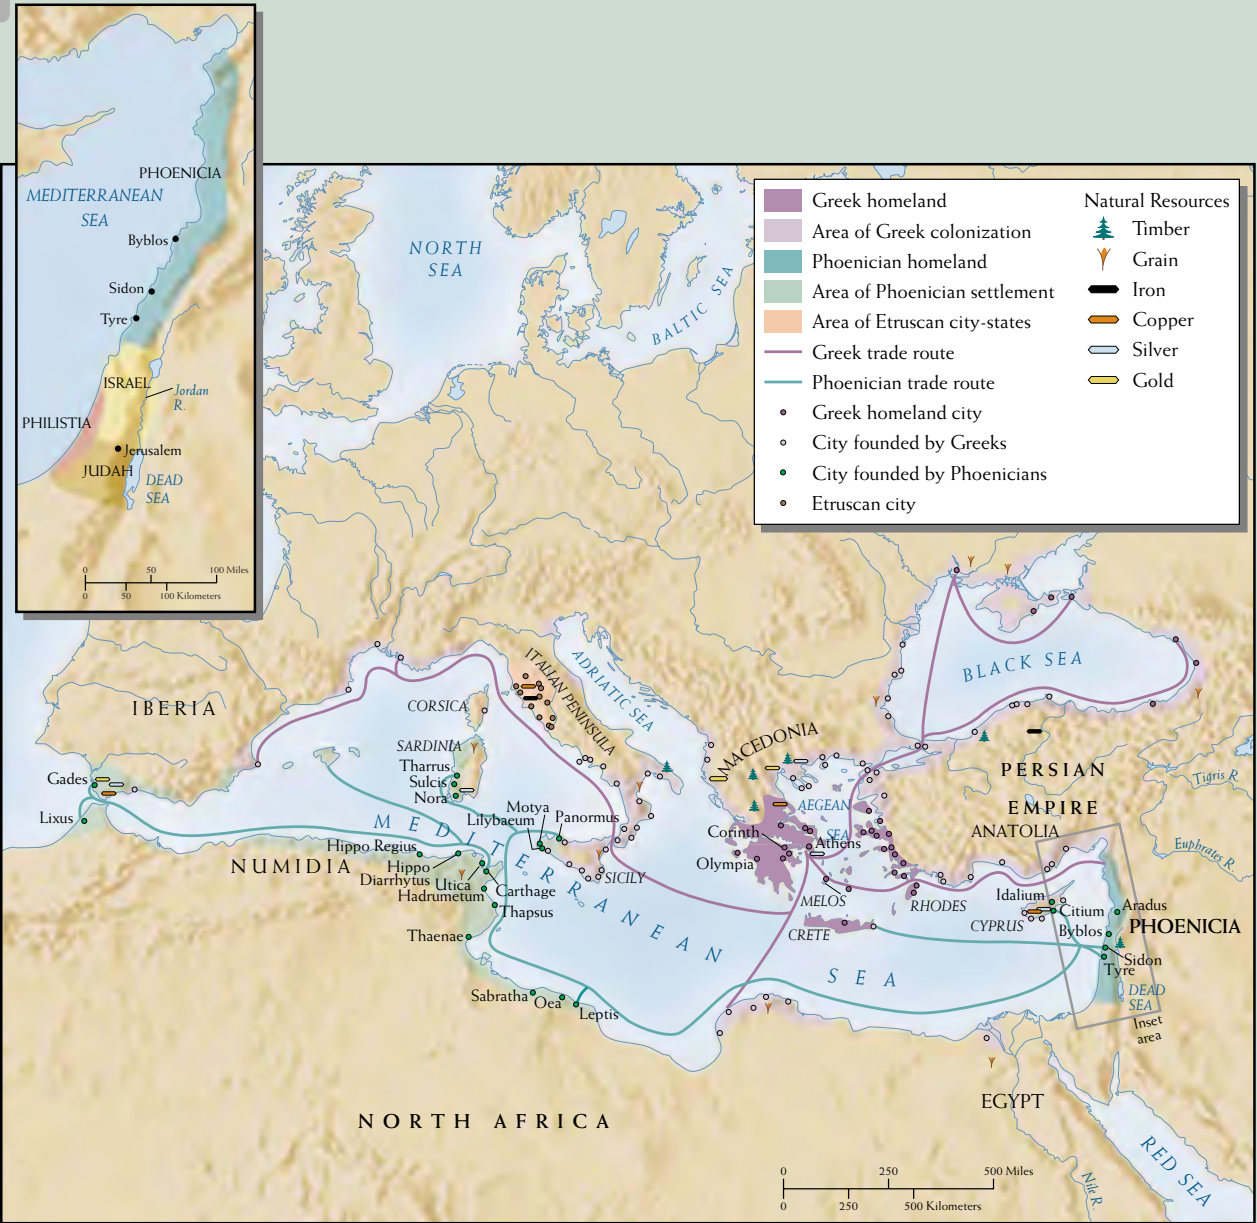 PHOENICIA
MEDITERRANEAN
SEA
Byblos
Sidon
Tyre
ISRAEL
Jordan
R.
PHILISTIA
Jerusalem
JUDAH
DEAD
SEA
0 50 100 Miles
0 50 100 Kilometers
Greek homeland
Area of Greek colonization
Phoenician homeland
Area of Phoenician settlement
Area of Etruscan city-states
Greek trade route
Phoenician trade route
Greek homeland city
City founded by Greeks
City founded by Phoenicians
Etruscan city
Natural Resources
Timber
Grain
Iron
Copper
Silver
Gold
NORTH
SEA
BALTIC SEA
BLACK SEA
ADRIATIC SEA
ITALIAN PENINSULA
IBERIA
CORSICA
SARDINIA
Tharrus
Sulcis
Nora
MACEDONIA
PERSIAN
EMPIRE
ANATOLIA
Tigris R.
Euphrates R.
Gades
Lixus
MEDITERRANEAN
SEA
Motya
Lilybaeum
Panormus
AEGEAN
SEA
Corinth
Athens
Olympia
Hippo Regius
Hippo
Diarrhytus
Utica
Hadrumetum
Carthage
Thapsus
NUMIDIA
SICILY
MELOS
RHODES
CRETE
Idalium
Citium
CYPRUS
Byblos
Aradus
PHOENICIA
Sidon
Tyre
DEAD
SEA
Inset
area
Thaenae
Sabratha
Oea
Leptis
NORTH AFRICA
EGYPT
Nile R.
RED SEA
0 250 500 Miles
0 250 500 Kilometers